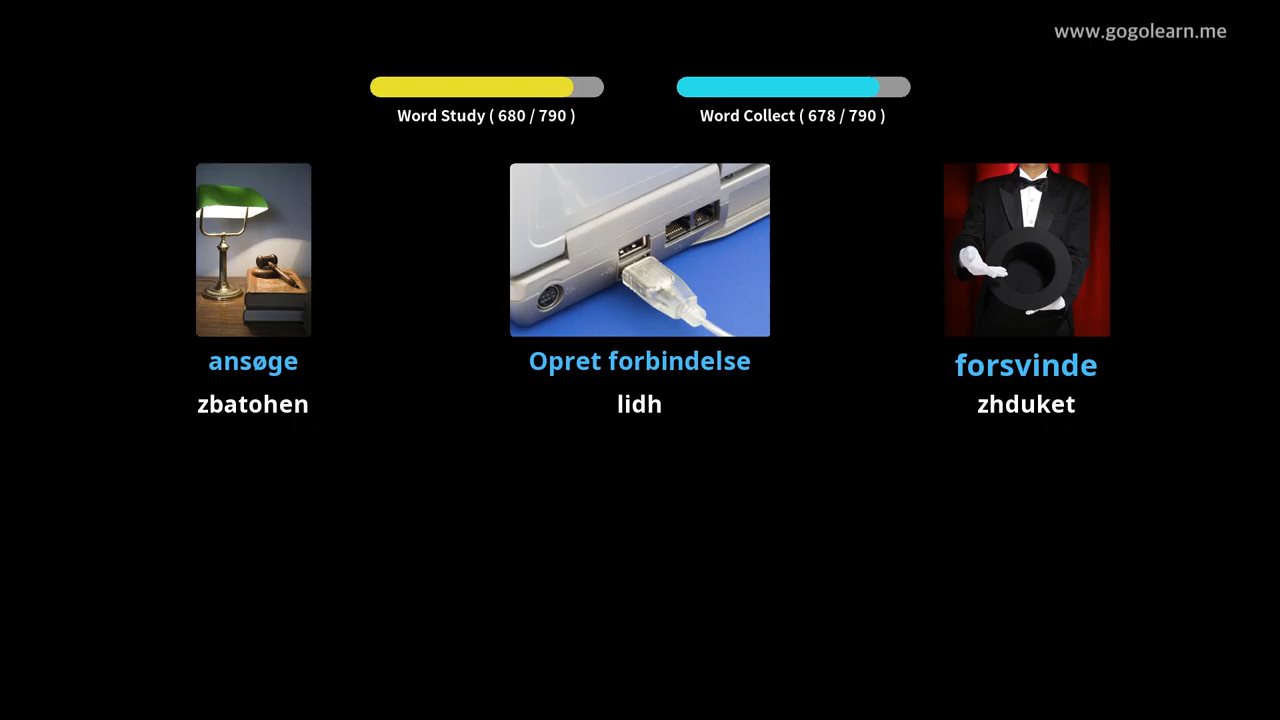 www.gogolearn.me
Word Study ( 680 / 790 )
Word Collect ( 678 / 790 )
ansøge
Opret forbindelse
forsvinde
zbatohen
lidh
zhduket